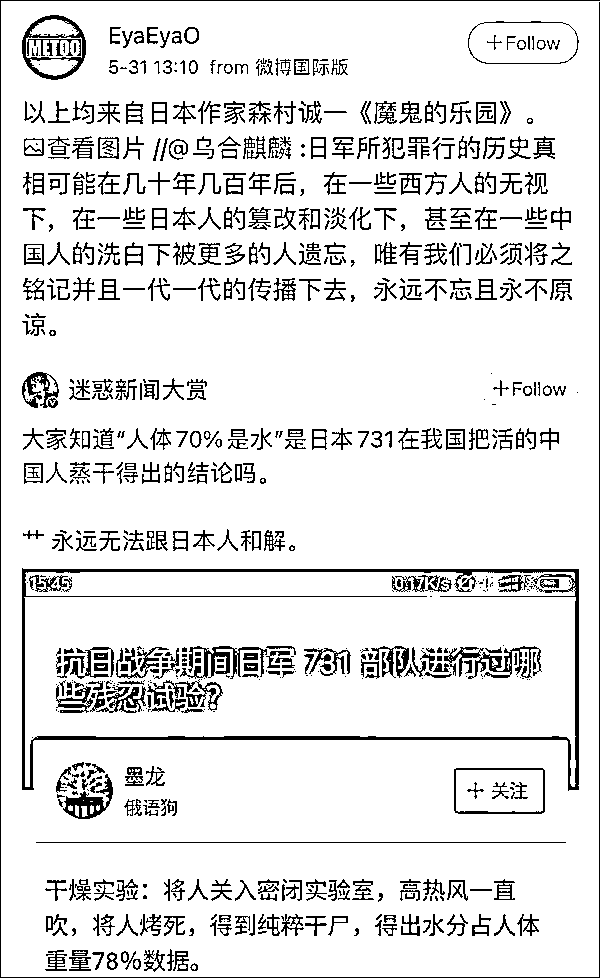 METOO
EyaEyaO
+Follow
5-31 13:10 from 微博国际版
以上均来自日本作家森村诚一《魔鬼的乐园》。
查看图片 //@乌合麒麟 :日军所犯罪行的历史真
相可能在几十年几百年后，在一些西方人的无视
下，在一些日本人的篡改和淡化下，甚至在一些中
国人的洗白下被更多的人遗忘，唯有我们必须将之
铭记并且一代一代的传播下去，永远不忘且永不原
谅。
迷惑新闻大赏
+Follow
大家知道“人体70%是水”是日本731在我国把活的中
国人蒸干得出的结论吗。
艹 永远无法跟日本人和解。
15:45
0.17K/s
抗日战争期间日军 731 部队进行过哪
些残忍试验?
墨龙
俄语狗
+ 关注
干燥实验：将人关入密闭实验室，高热风一直
吹，将人烤死，得到纯粹干尸，得出水分占人体
重量78%数据。